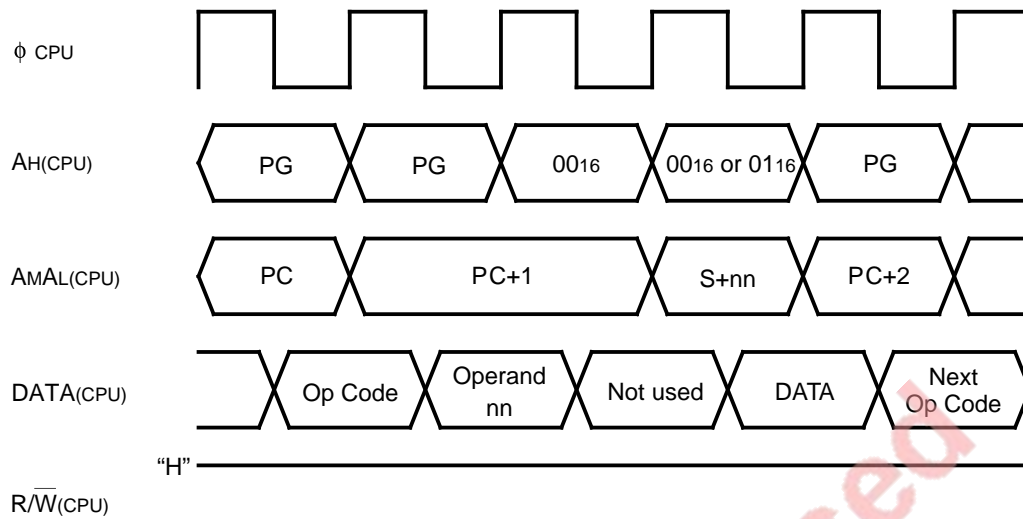 ϕ CPU
AH(CPU) PG PG 0016 0016 or 0116 PG
AMAL(CPU) PC PC+1 S+nn PC+2
DATA(CPU) Op Code Operand nn Not used DATA Next Op Code
“H”
R/W̅(CPU)